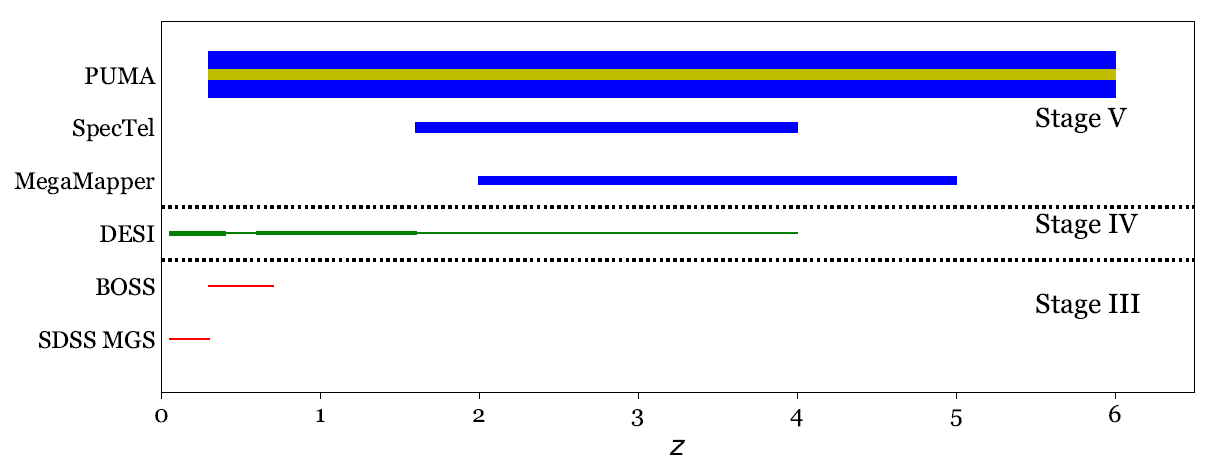 PUMA
Stage V
SpecTel
MegaMapper
Stage IV
DESI
BOSS
Stage III
SDSS MGS
0 1 2 3 4 5 6
z